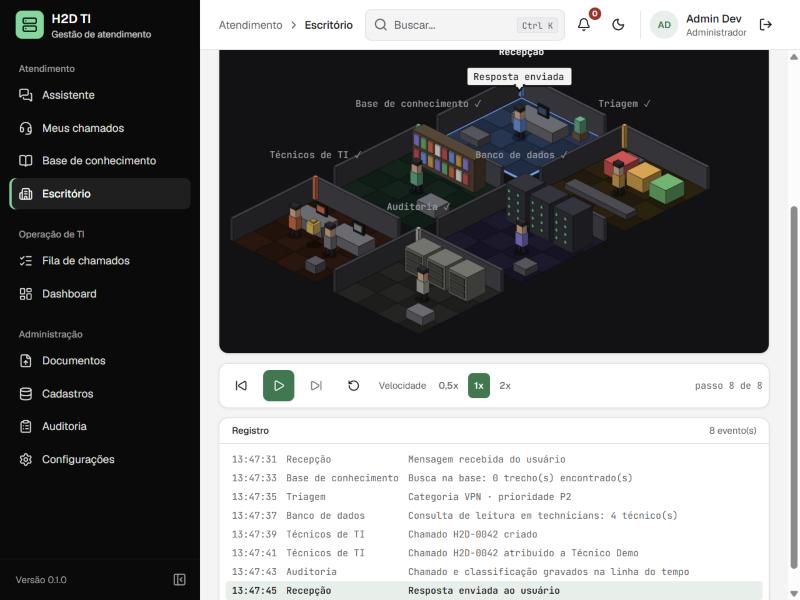 H2D TI
Gestão de atendimento
Atendimento
Assistente
Meus chamados
Base de conhecimento
Escritório
Operação de TI
Fila de chamados
Dashboard
Administração
Documentos
Cadastros
Auditoria
Configurações
Versão 0.1.0
Atendimento > Escritório
Buscar...
Ctrl K
0
AD
Admin Dev
Administrador
Recepção
Resposta enviada
Base de conhecimento ✓
Triagem ✓
Técnicos de TI ✓
Banco de dados ✓
Auditoria ✓
Velocidade 0,5x 1x 2x
passo 8 de 8
Registro
8 evento(s)
13:47:31 Recepção Mensagem recebida do usuário
13:47:33 Base de conhecimento Busca na base: 0 trecho(s) encontrado(s)
13:47:35 Triagem Categoria VPN · prioridade P2
13:47:37 Banco de dados Consulta de leitura em technicians: 4 técnico(s)
13:47:39 Técnicos de TI Chamado H2D-0042 criado
13:47:41 Técnicos de TI Chamado H2D-0042 atribuído a Técnico Demo
13:47:43 Auditoria Chamado e classificação gravados na linha do tempo
13:47:45 Recepção Resposta enviada ao usuário